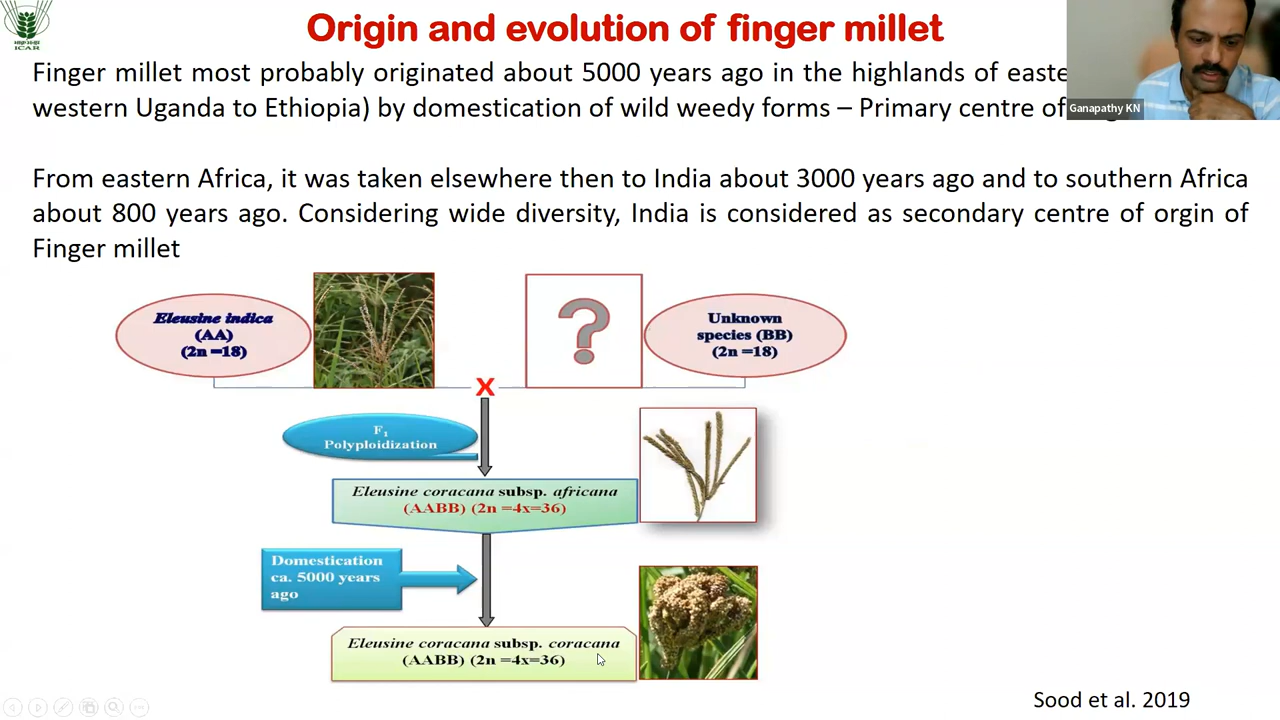 Origin and evolution of finger millet
ICAR
Finger millet most probably originated about 5000 years ago in the highlands of easte
western Uganda to Ethiopia) by domestication of wild weedy forms – Primary centre of
Ganapathy KN
From eastern Africa, it was taken elsewhere then to India about 3000 years ago and to southern Africa
about 800 years ago. Considering wide diversity, India is considered as secondary centre of orgin of
Finger millet
Eleusine indica
(AA)
(2n =18)
?
Unknown
species (BB)
(2n =18)
X
F₁
Polyploidization
Eleusine coracana subsp. africana
(AABB) (2n =4x=36)
Domestication
ca. 5000 years
ago
Eleusine coracana subsp. coracana
(AABB) (2n =4x=36)
Sood et al. 2019